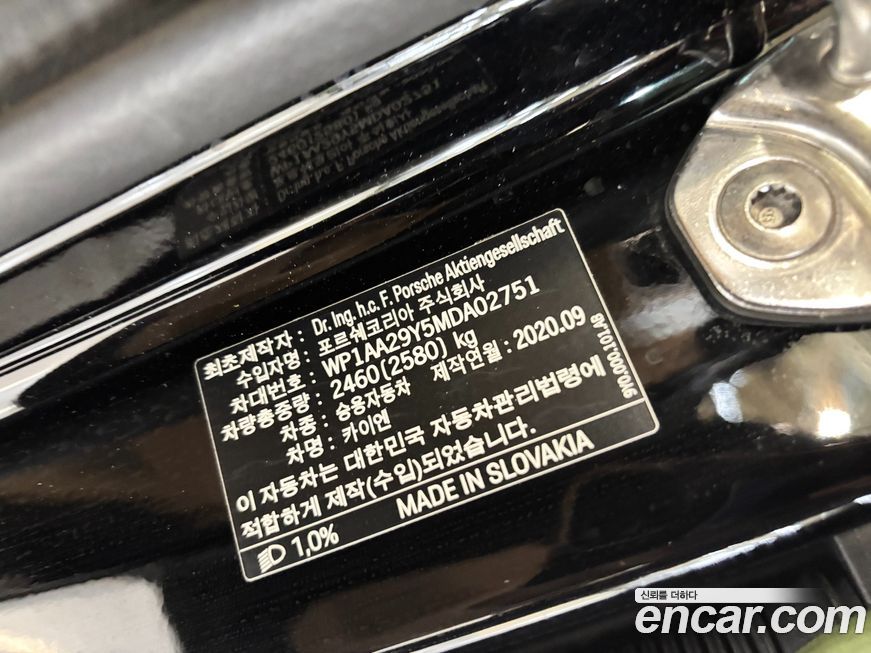 최초제작자 : Dr. Ing. h.c. F. Porsche Aktiengesellschaft
수입자명 : 포르쉐코리아 주식회사
차대번호 : WP1AA29Y5MDA02751
차량총중량 : 2460(2580) kg
차종 : 승용자동차 제작연월 : 2020.09
차명 : 카이엔
이 자동차는 대한민국 자동차관리법령에
적합하게 제작(수입)되었습니다.
1,0% MADE IN SLOVAKIA
신뢰를 더하다
encar.com